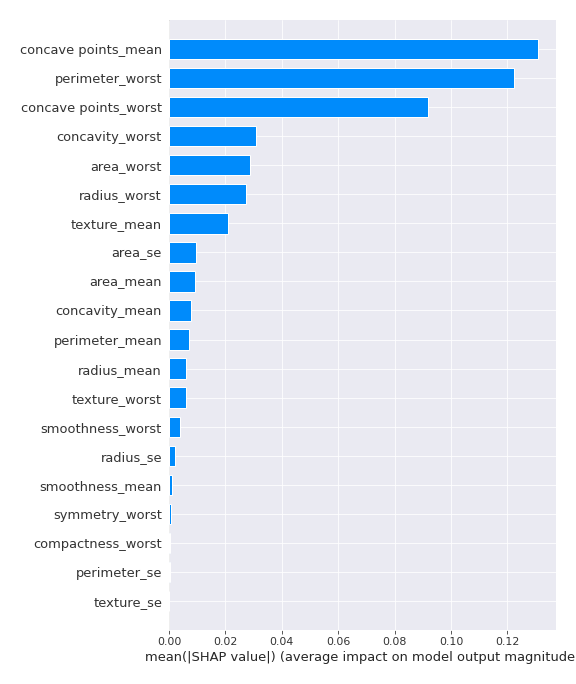 concave points_mean
perimeter_worst
concave points_worst
concavity_worst
area_worst
radius_worst
texture_mean
area_se
area_mean
concavity_mean
perimeter_mean
radius_mean
texture_worst
smoothness_worst
radius_se
smoothness_mean
symmetry_worst
compactness_worst
perimeter_se
texture_se
0.00 0.02 0.04 0.06 0.08 0.10 0.12
mean(|SHAP value|) (average impact on model output magnitude